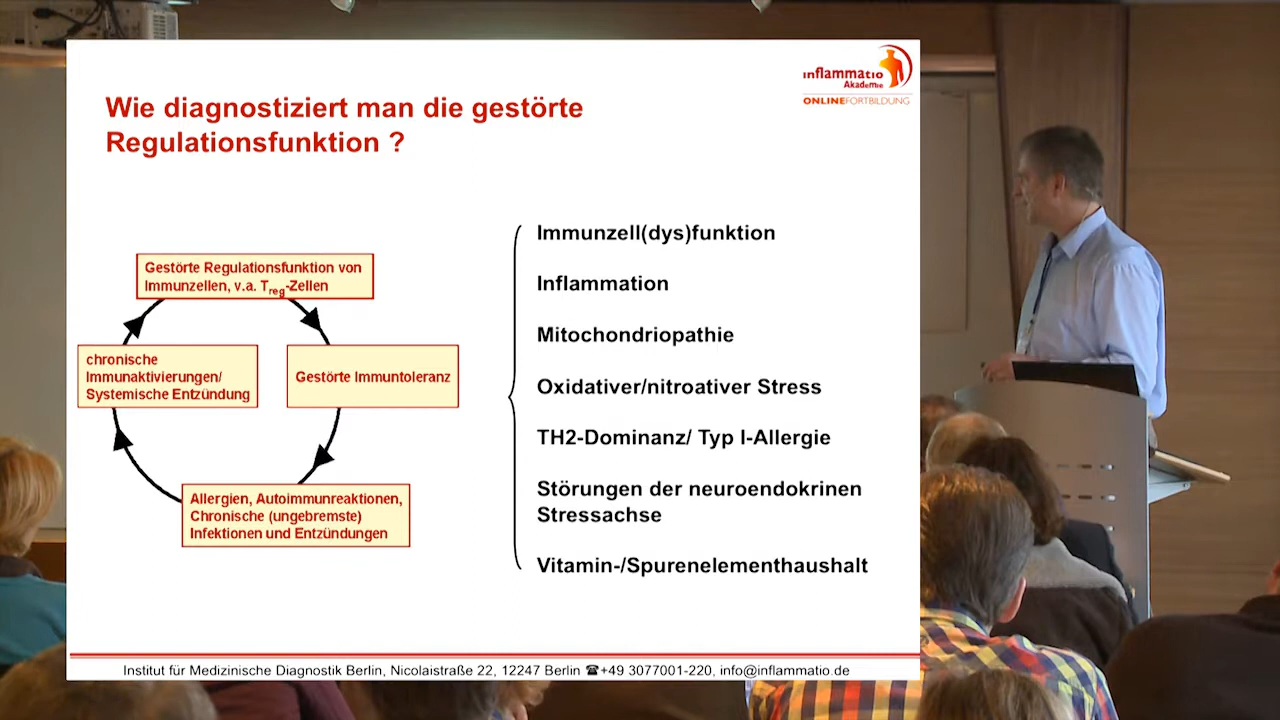 inflammatio
Akademie
ONLINEFORTBILDUNG
Wie diagnostiziert man die gestörte
Regulationsfunktion ?
Gestörte Regulationsfunktion von
Immunzellen, v.a. Treg-Zellen
chronische
Immunaktivierungen/
Systemische Entzündung
Gestörte Immuntoleranz
Allergien, Autoimmunreaktionen,
Chronische (ungebremste)
Infektionen und Entzündungen
Immunzell(dys)funktion
Inflammation
Mitochondriopathie
Oxidativer/nitroativer Stress
TH2-Dominanz/ Typ I-Allergie
Störungen der neuroendokrinen
Stressachse
Vitamin-/Spurenelementhaushalt
Institut für Medizinische Diagnostik Berlin, Nicolaistraße 22, 12247 Berlin ☎+49 3077001-220, info@inflammatio.de